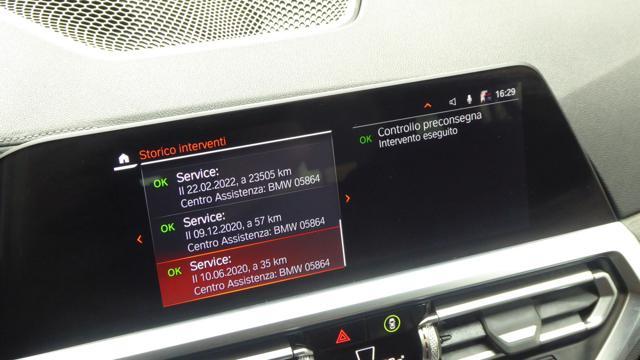 16:29
Storico interventi
OK Service:
Il 22.02.2022, a 23505 km
Centro Assistenza: BMW 05864
OK Service:
Il 09.12.2020, a 57 km
Centro Assistenza: BMW 05864
OK Service:
Il 10.06.2020, a 35 km
Centro Assistenza: BMW 05864
OK Controllo preconsegna
Intervento eseguito